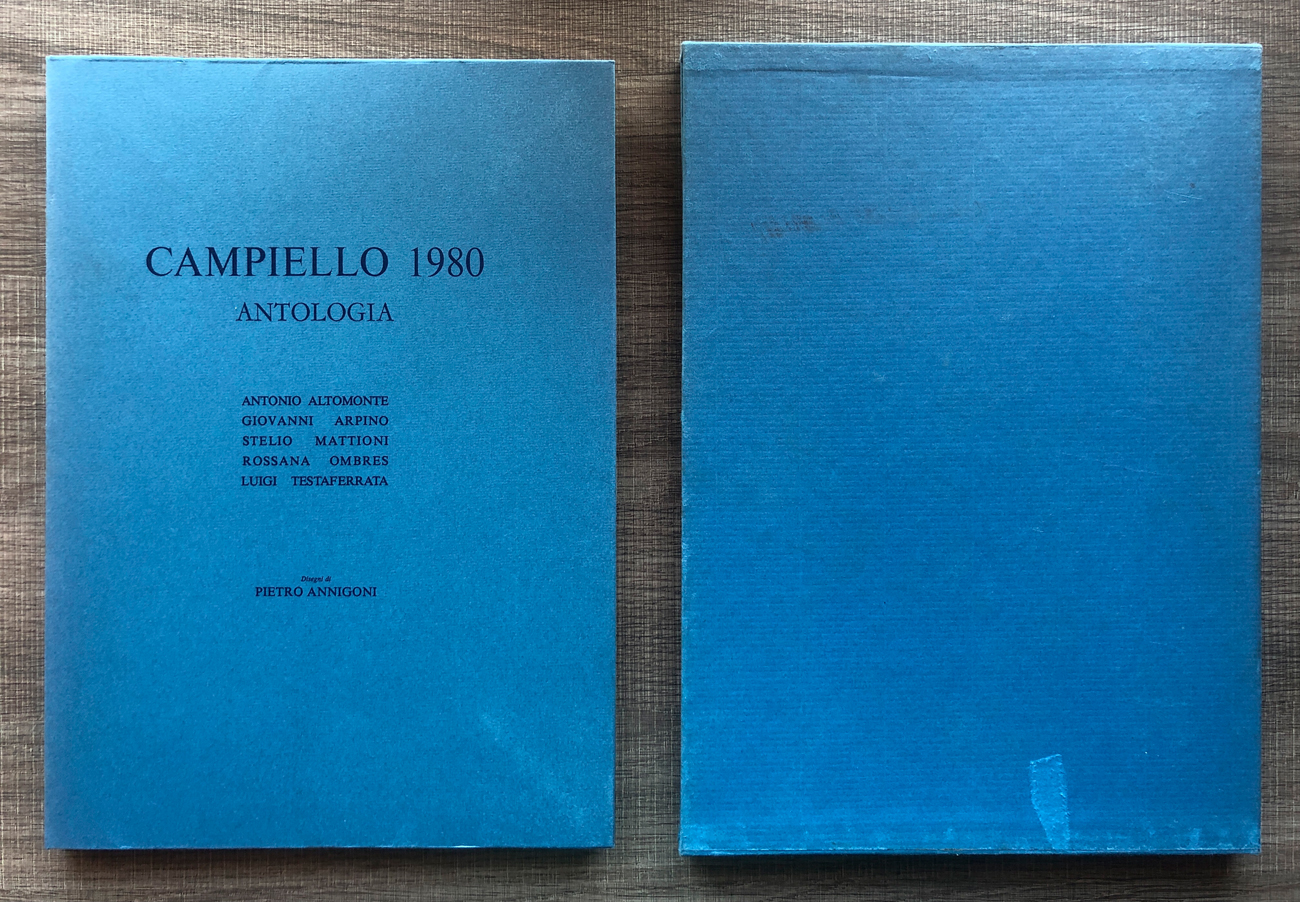 CAMPIELLO 1980
ANTOLOGIA
ANTONIO ALTOMONTE
GIOVANNI ARPINO
STELIO MATTIONI
ROSSANA OMBRES
LUIGI TESTAFERRATA
Disegni di
PIETRO ANNIGONI